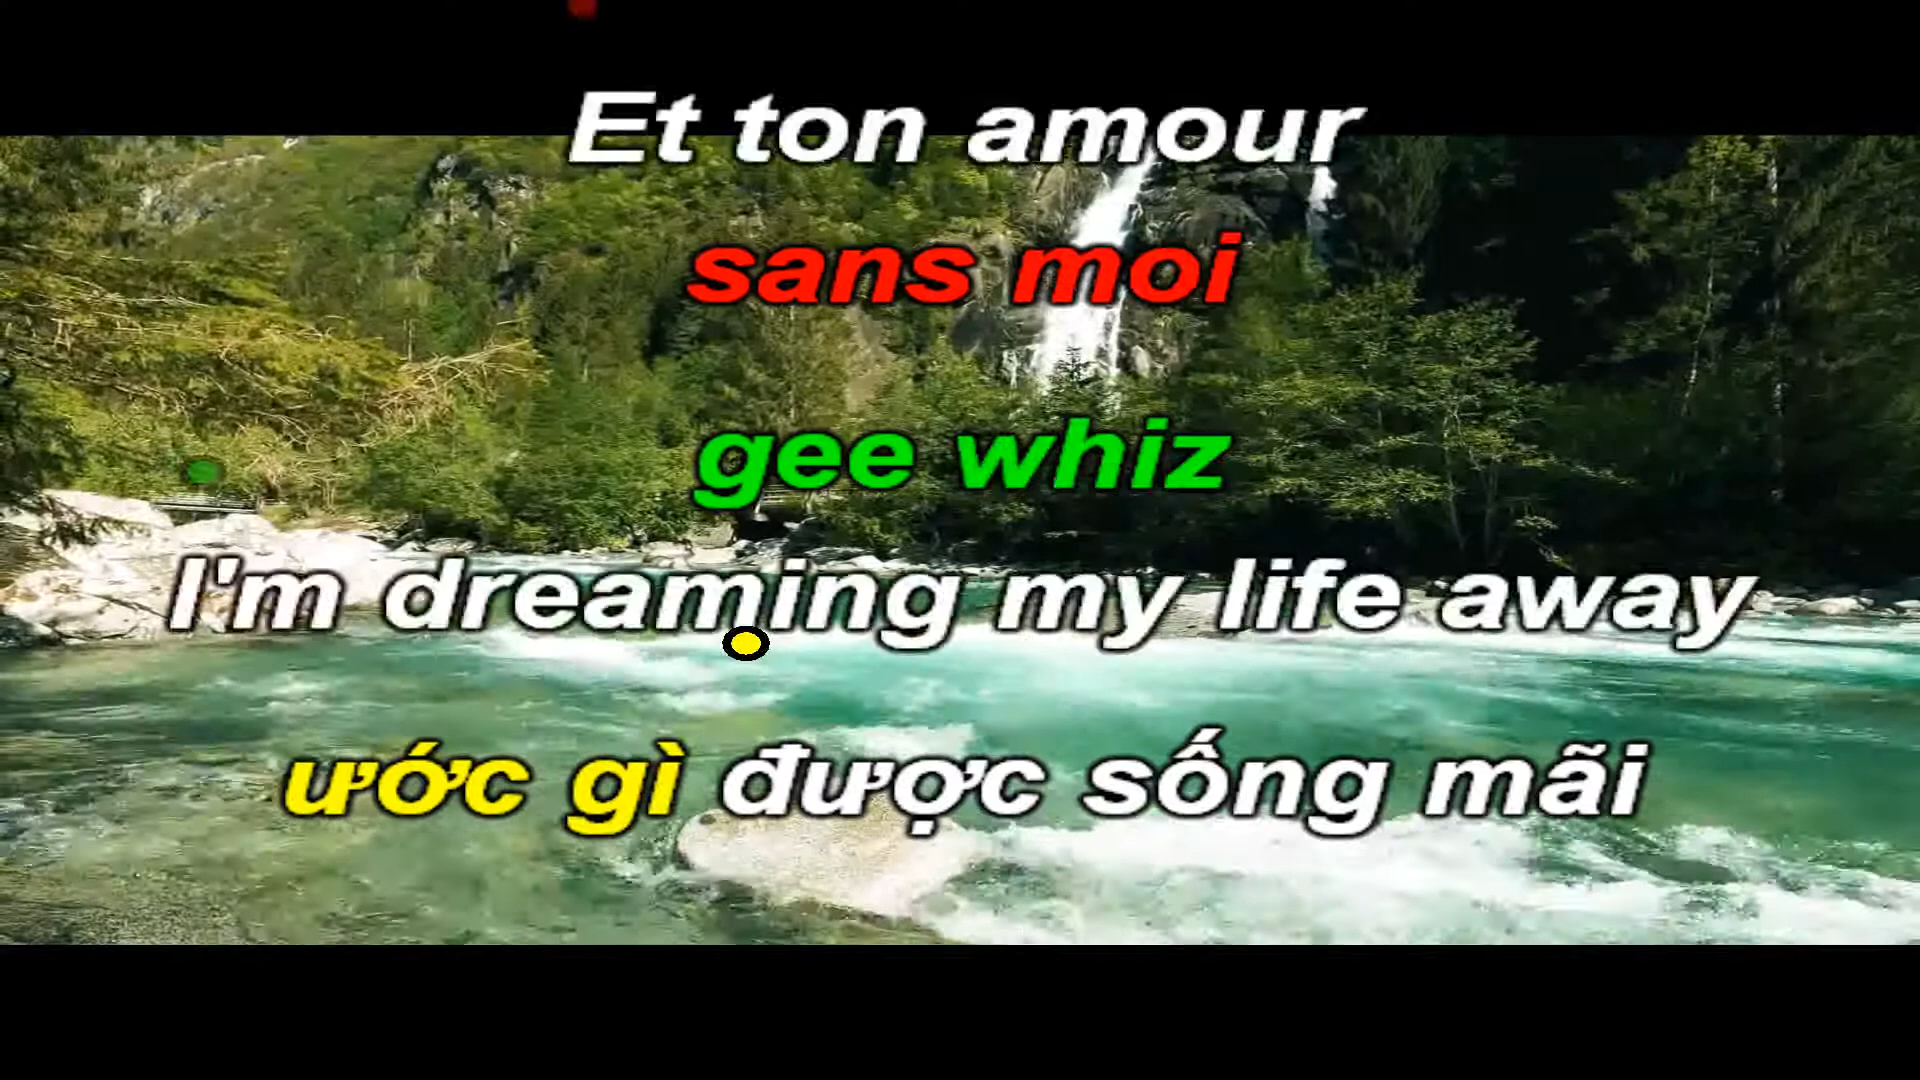 Et ton amour
sans moi
gee whiz
I'm dreaming my life away
ước gì được sống mãi